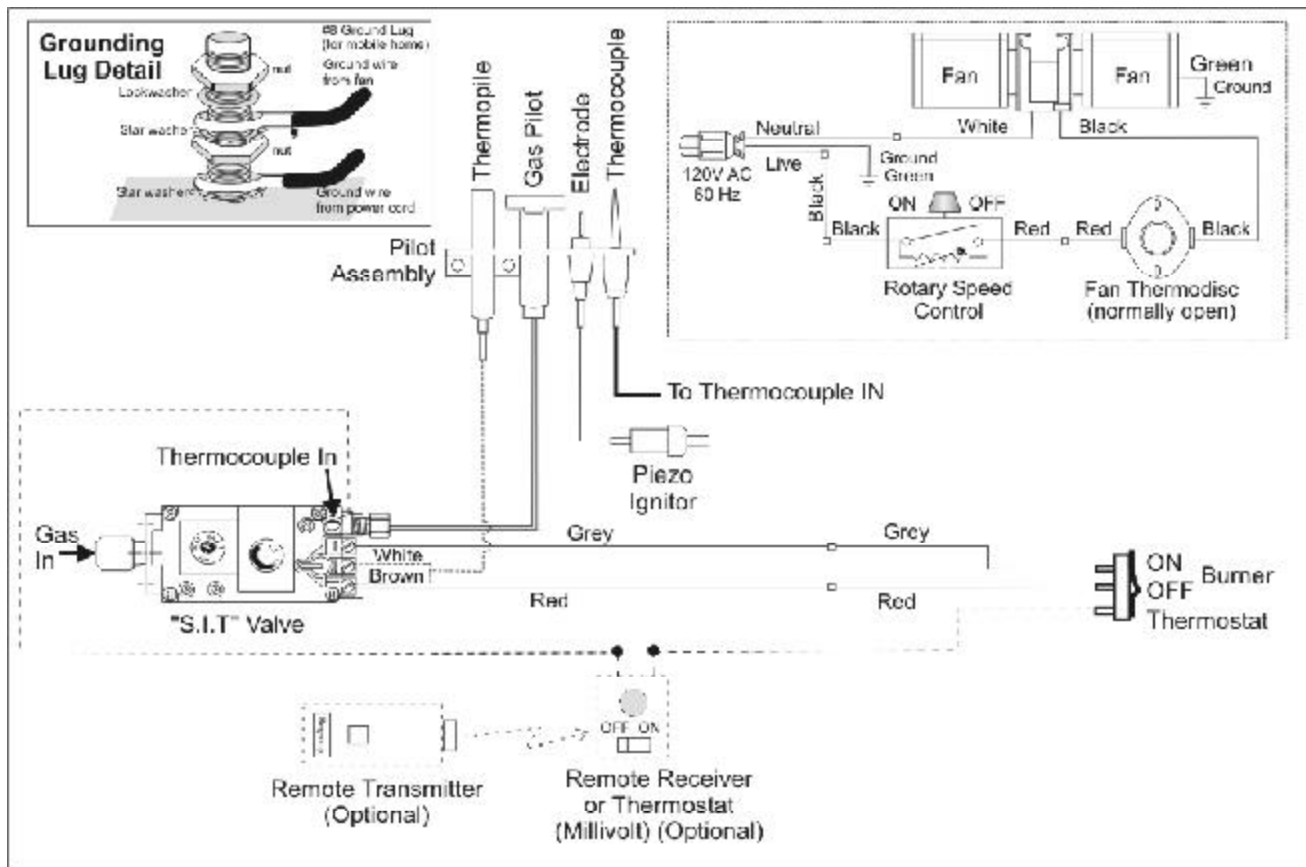 Grounding
Lug Detail
#8 Ground Lug
(for mobile home)
nut
Ground wire
from fan
Lockwasher
Star washer
nut
Star washer
Ground wire
from power cord
Thermopile
Gas Pilot
Electrode
Thermocouple
Pilot
Assembly
Fan
Fan
Green
Ground
White
Black
Neutral
Live
120V AC
60 Hz
Ground
Green
Black
ON
OFF
Black
Red
Red
Black
Rotary Speed
Control
Fan Thermodisc
(normally open)
To Thermocouple IN
Piezo
Ignitor
Thermocouple In
Gas
In
Grey
Grey
White
Brown
Red
Red
"S.I.T" Valve
ON
OFF
Burner
Thermostat
OFF ON
Remote Transmitter
(Optional)
Remote Receiver
or Thermostat
(Millivolt) (Optional)